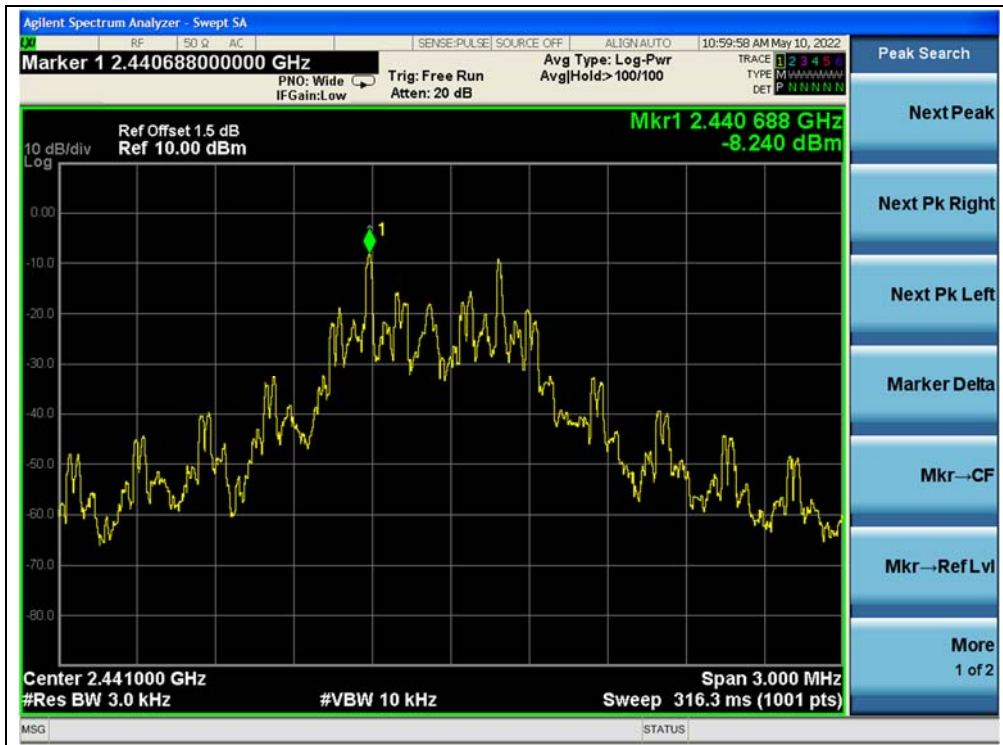 Agilent Spectrum Analyzer - Swept SA
LXI RF 50 Ω AC SENSE:PULSE SOURCE OFF ALIGN AUTO 10:59:58 AM May 10, 2022
Marker 1 2.440688000000 GHz Avg Type: Log-Pwr TRACE 1 2 3 4 5 6
PNO: Wide Trig: Free Run Avg|Hold:> 100/100 TYPE M WWWWW
IFGain:Low Atten: 20 dB DET P N N N N N
Mkr1 2.440 688 GHz
Ref Offset 1.5 dB
10 dB/div Ref 10.00 dBm -8.240 dBm
Log
0.00
1
-10.0
-20.0
-30.0
-40.0
-50.0
-60.0
-70.0
-80.0
Center 2.441000 GHz Span 3.000 MHz
#Res BW 3.0 kHz #VBW 10 kHz Sweep 316.3 ms (1001 pts)
MSG STATUS
Peak Search
Next Peak
Next Pk Right
Next Pk Left
Marker Delta
Mkr→CF
Mkr→Ref Lvl
More
1 of 2